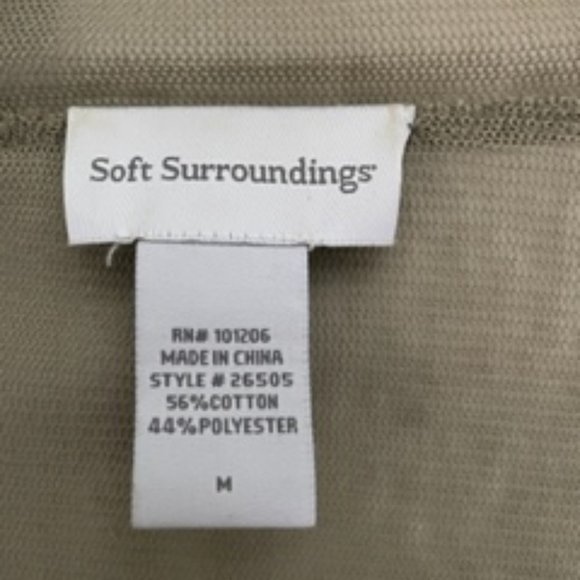 Soft Surroundings
RN# 101206
MADE IN CHINA
STYLE # 26505
56%COTTON
44%POLYESTER
M